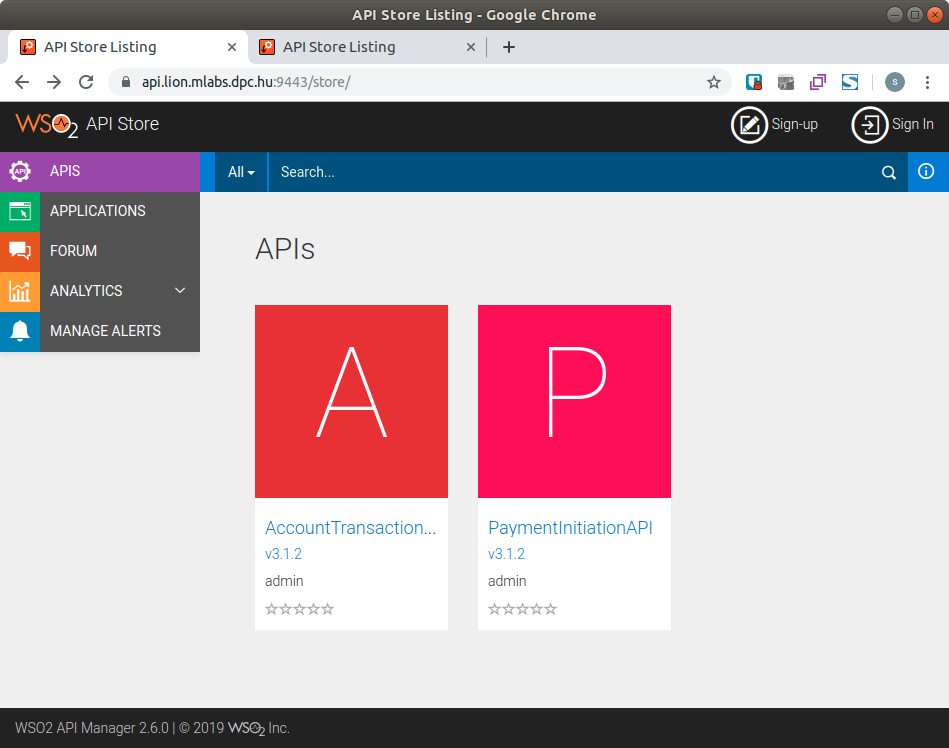 API Store Listing - Google Chrome
API Store Listing
API Store Listing
api.lion.mlabs.dpc.hu:9443/store/
S
s
WSO2 API Store
Sign-up
Sign In
API
APIS
All
Search...
APPLICATIONS
FORUM
ANALYTICS
MANAGE ALERTS
APIs
A
P
AccountTransaction...
PaymentInitiationAPI
v3.1.2
v3.1.2
admin
admin
WSO2 API Manager 2.6.0 | © 2019 WSO2 Inc.